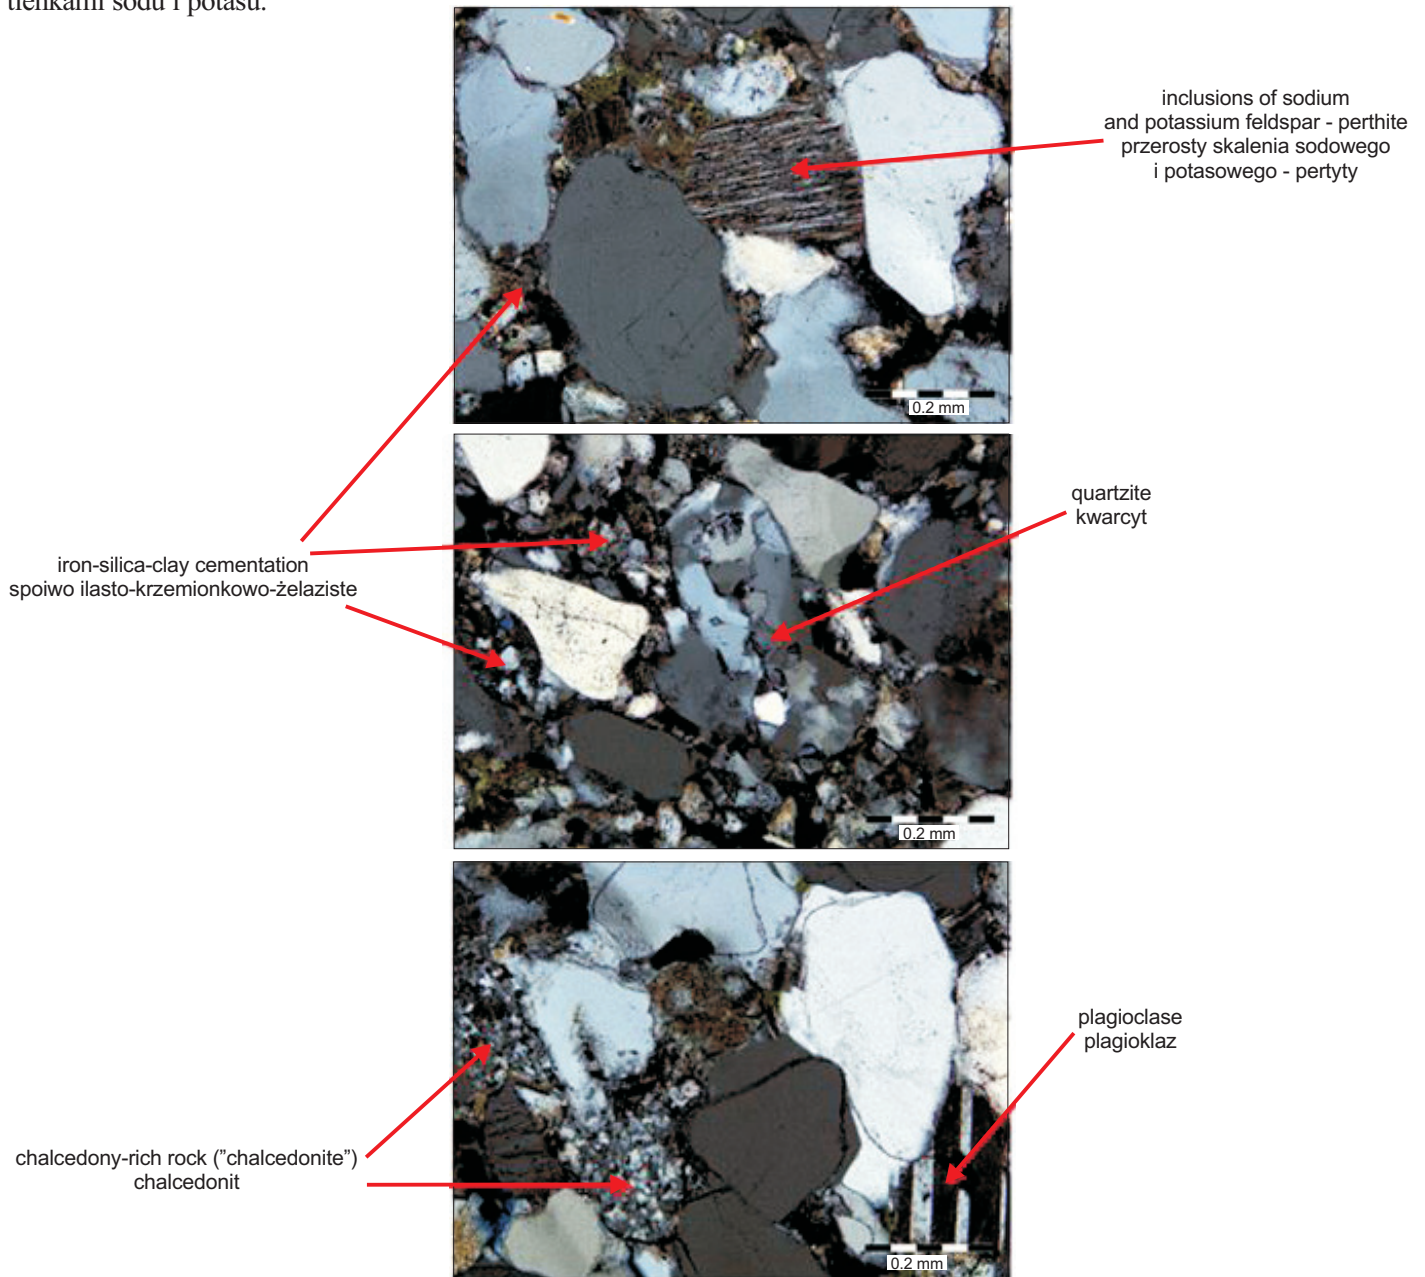 tlenkami sodu i potasu.
inclusions of sodium
and potassium feldspar - perthite
przerosty skalenia sodowego
i potasowego - pertyty
0.2 mm
quartzite
kwarcyt
iron-silica-clay cementation
spoiwo ilasto-krzemionkowo-żelaziste
0.2 mm
plagioclase
plagioklaz
chalcedony-rich rock ("chalcedonite")
chalcedonit
0.2 mm